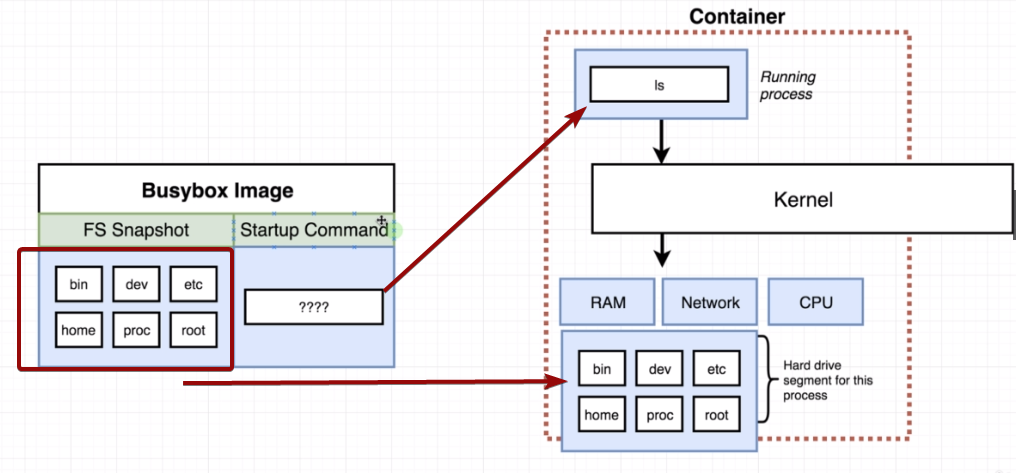 Container
ls
Running
process
Busybox Image
Kernel
FS Snapshot
Startup Command
bin
dev
etc
????
home
proc
root
RAM
Network
CPU
bin
dev
etc
home
proc
root
Hard drive
segment for this
process